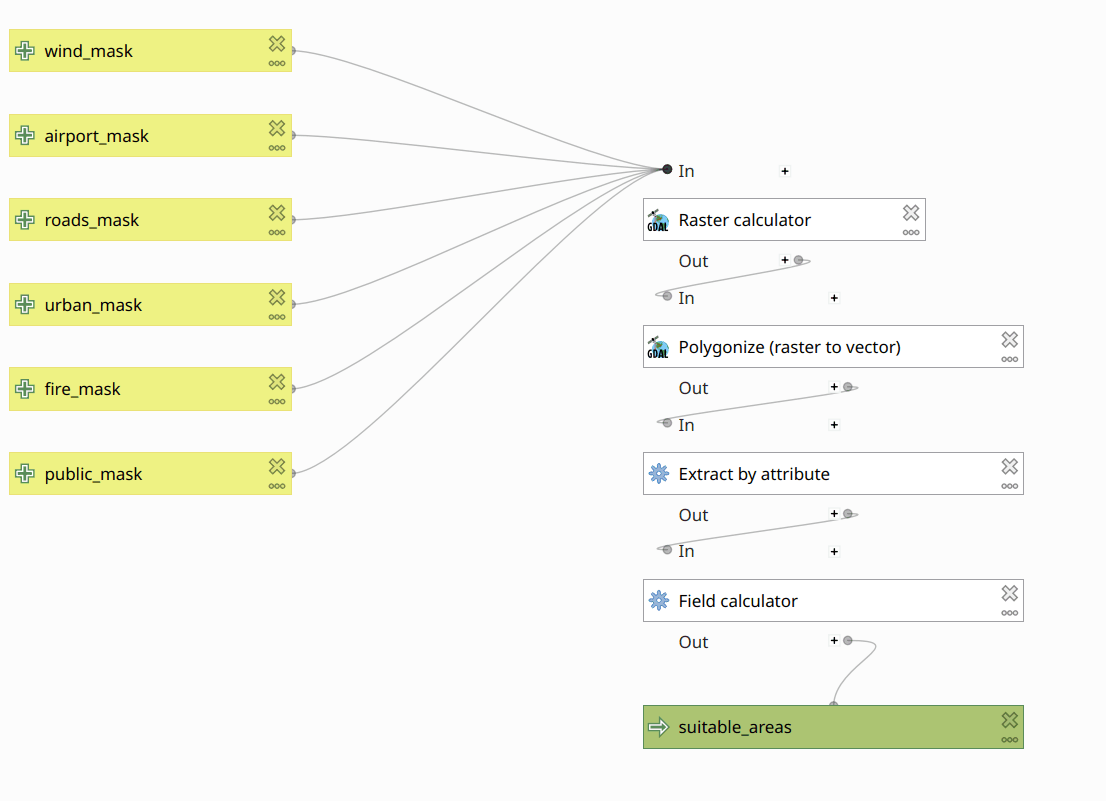 wind_mask
airport_mask
roads_mask
urban_mask
fire_mask
public_mask
In
GDAL Raster calculator
Out
In
GDAL Polygonize (raster to vector)
Out
In
Extract by attribute
Out
In
Field calculator
Out
suitable_areas